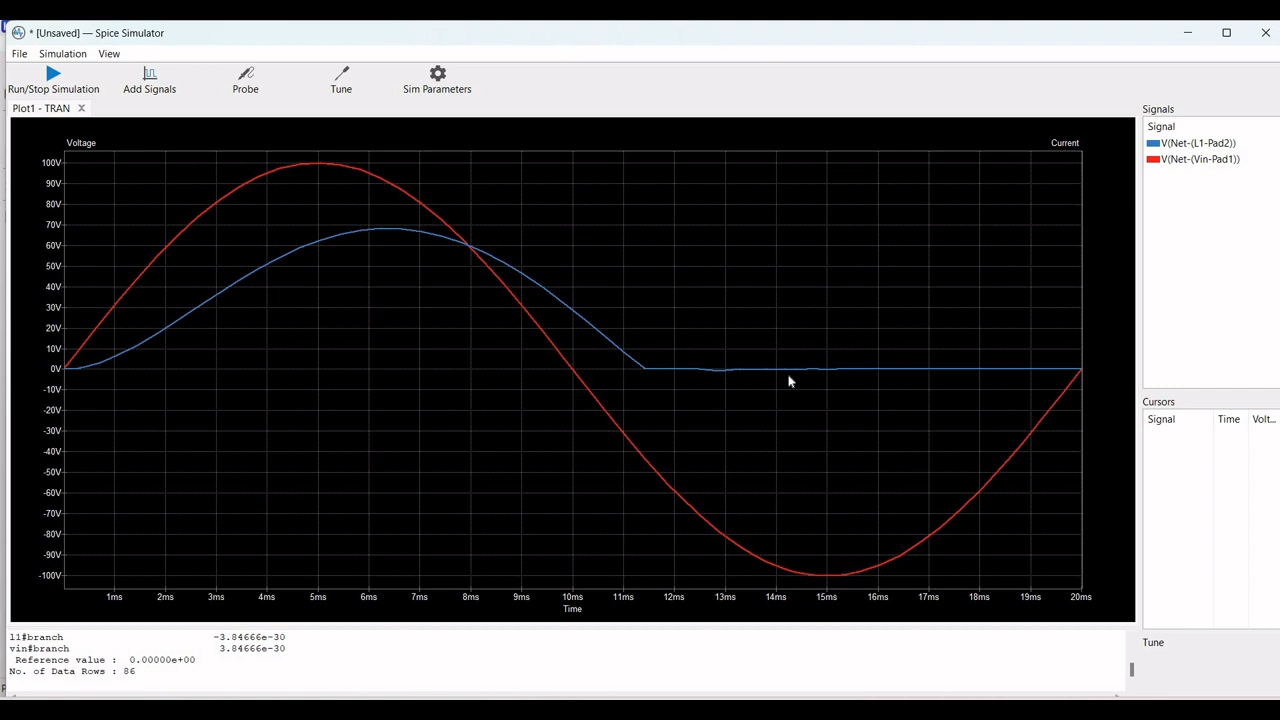 * [Unsaved] — Spice Simulator
File Simulation View
Run/Stop Simulation Add Signals Probe Tune Sim Parameters
Plot1 - TRAN
Voltage Current
100V
90V
80V
70V
60V
50V
40V
30V
20V
10V
0V
-10V
-20V
-30V
-40V
-50V
-60V
-70V
-80V
-90V
-100V
1ms 2ms 3ms 4ms 5ms 6ms 7ms 8ms 9ms 10ms 11ms 12ms 13ms 14ms 15ms 16ms 17ms 18ms 19ms 20ms
Time
Signals
Signal
V(Net-(L1-Pad2))
V(Net-(Vin-Pad1))
Cursors
Signal Time Volt...
Tune
l1#branch -3.84666e-30
vin#branch 3.84666e-30
Reference value : 0.00000e+00
No. of Data Rows : 86